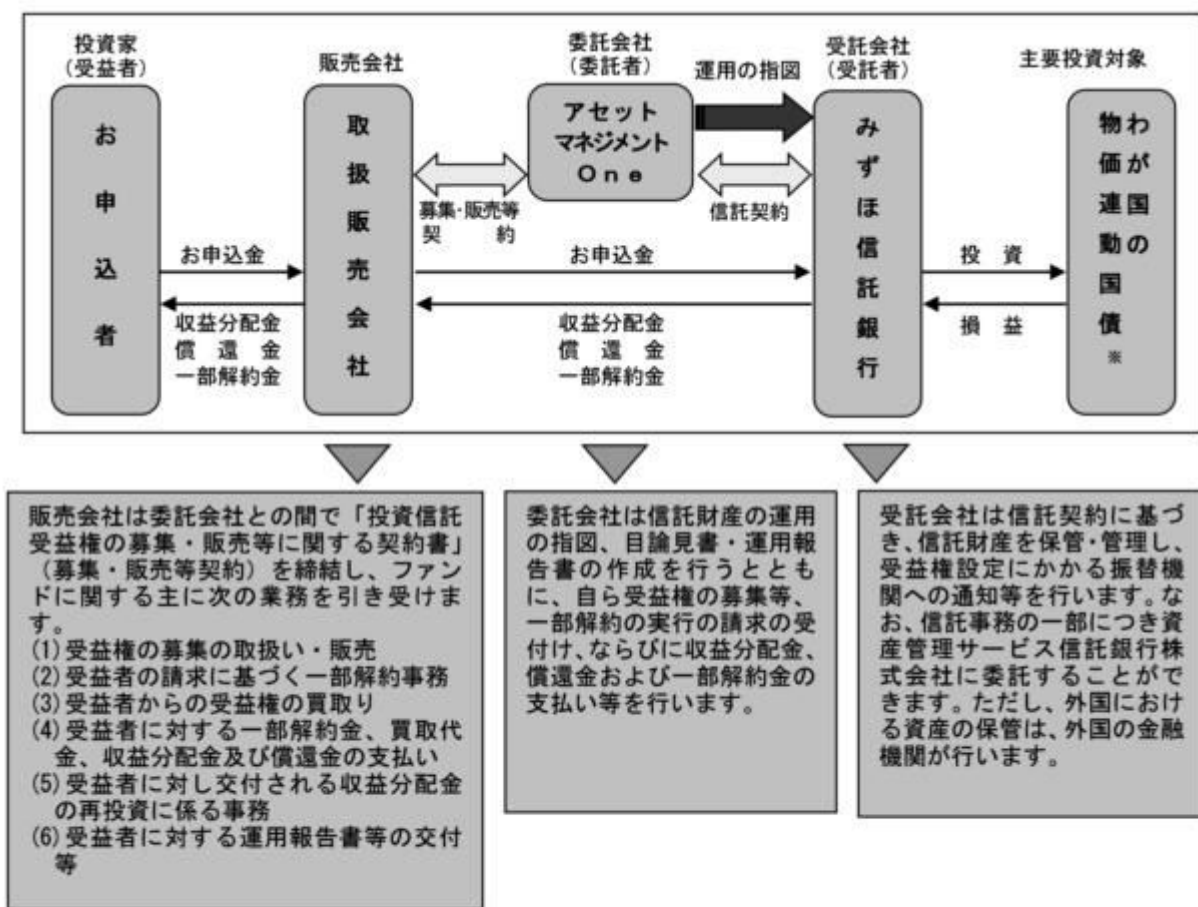 投資家
（受益者）
お申込者
販売会社
取扱販売会社
委託会社
（委託者）
アセット
マネジメント
Ｏｎｅ
運用の指図
受託会社
（受託者）
みずほ信託銀行
主要投資対象
わが国の
物価連動国債
※
募集・販売等
契約
信託契約
お申込金
収益分配金
償還金
一部解約金
お申込金
収益分配金
償還金
一部解約金
投資
損益
販売会社は委託会社との間で「投資信託
受益権の募集・販売等に関する契約書」
（募集・販売等契約）を締結し、ファン
ドに関する主に次の業務を引き受けま
す。
(1)受益権の募集の取扱い・販売
(2)受益者の請求に基づく一部解約事務
(3)受益者からの受益権の買取り
(4)受益者に対する一部解約金、買取代
金、収益分配金及び償還金の支払い
(5)受益者に対し交付される収益分配金
の再投資に係る事務
(6)受益者に対する運用報告書等の交付
等
委託会社は信託財産の運用
の指図、目論見書・運用報
告書の作成を行うととも
に、自ら受益権の募集等、
一部解約の実行の請求の受
付け、ならびに収益分配金、
償還金および一部解約金の
支払い等を行います。
受託会社は信託契約に基づ
き、信託財産を保管・管理し、
受益権設定にかかる振替機
関への通知等を行います。な
お、信託事務の一部につき資
産管理サービス信託銀行株
式会社に委託することがで
きます。ただし、外国におけ
る資産の保管は、外国の金融
機関が行います。